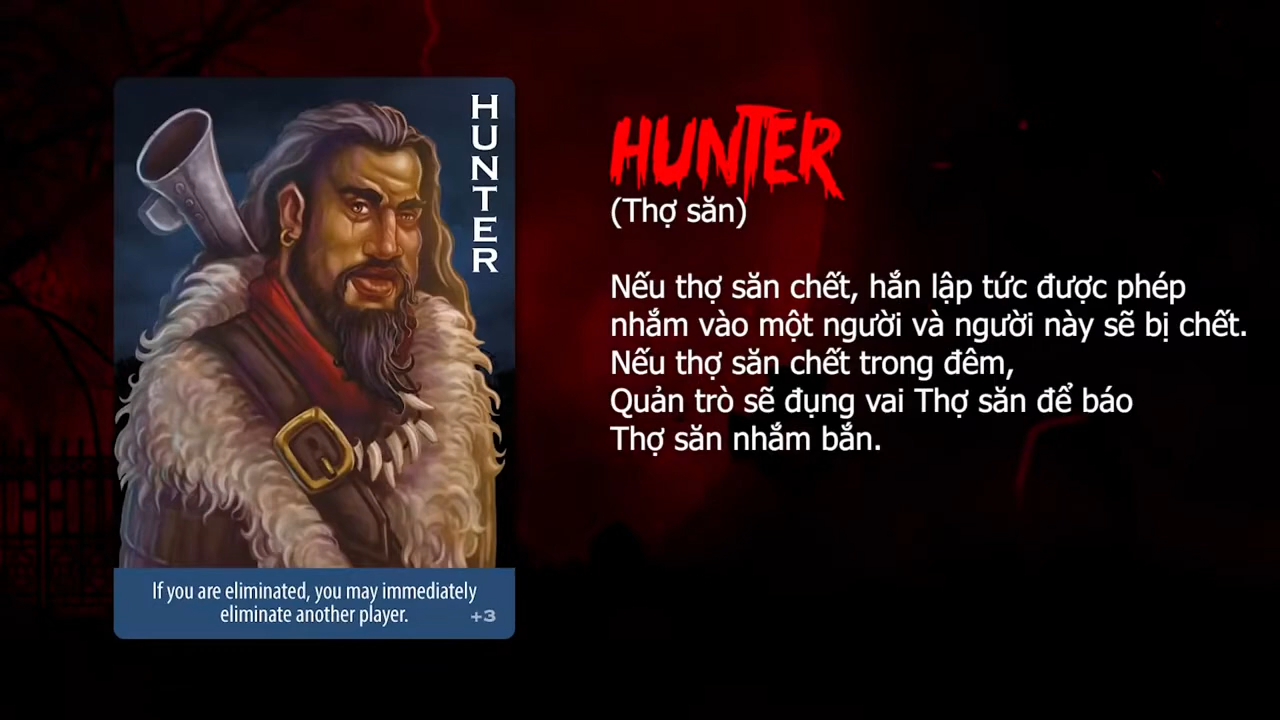 HUNTER
If you are eliminated, you may immediately
eliminate another player.
+3
HUNTER
(Thợ săn)
Nếu thợ săn chết, hắn lập tức được phép
nhắm vào một người và người này sẽ bị chết.
Nếu thợ săn chết trong đêm,
Quản trò sẽ đụng vai Thợ săn để báo
Thợ săn nhắm bắn.